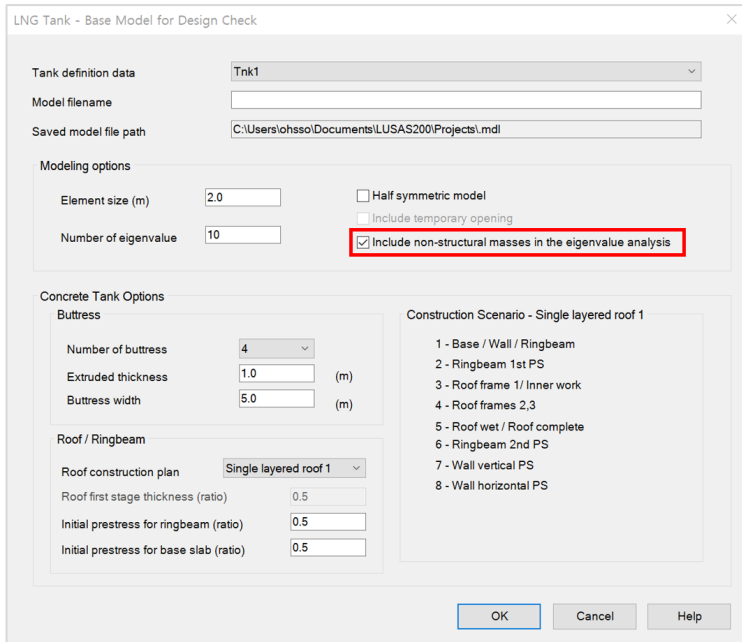 LNG Tank - Base Model for Design Check
Tank definition data
Tnk1
Model filename
Saved model file path
C:\Users\ohsso\Documents\LUSAS200\Projects\.mdl
Modeling options
Element size (m)
2.0
Half symmetric model
Include temporary opening
Number of eigenvalue
10
Include non-structural masses in the eigenvalue analysis
Concrete Tank Options
Buttress
Number of buttress
4
Extruded thickness
1.0
(m)
Buttress width
5.0
(m)
Roof / Ringbeam
Roof construction plan
Single layered roof 1
Roof first stage thickness (ratio)
0.5
Initial prestress for ringbeam (ratio)
0.5
Initial prestress for base slab (ratio)
0.5
Construction Scenario - Single layered roof 1
1 - Base / Wall / Ringbeam
2 - Ringbeam 1st PS
3 - Roof frame 1/ Inner work
4 - Roof frames 2,3
5 - Roof wet / Roof complete
6 - Ringbeam 2nd PS
7 - Wall vertical PS
8 - Wall horizontal PS
OK
Cancel
Help